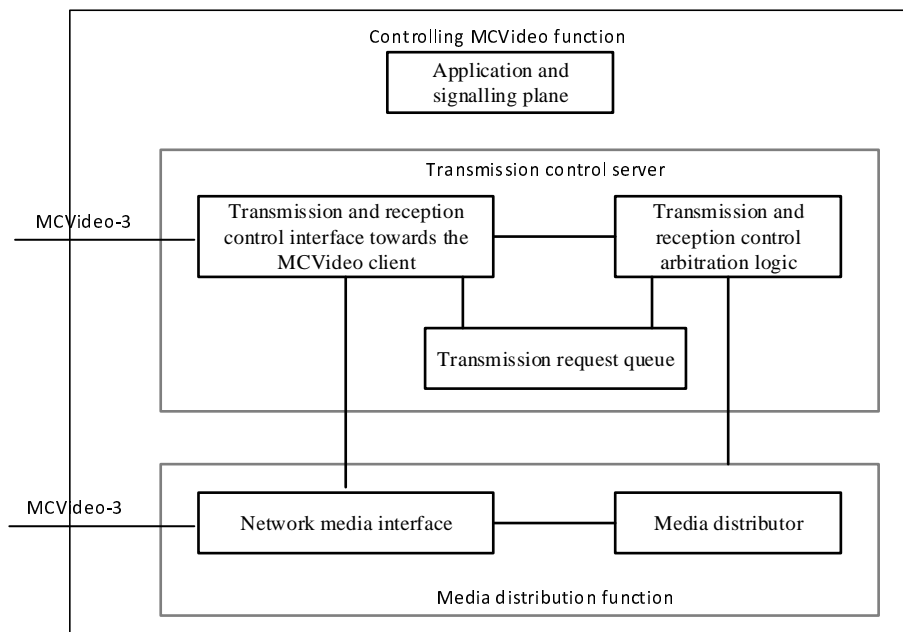 Controlling MCVideo function
Application and
signalling plane
Transmission control server
MCVideo-3
Transmission and reception
control interface towards the
MCVideo client
Transmission and
reception control
arbitration logic
Transmission request queue
MCVideo-3
Network media interface
Media distributor
Media distribution function